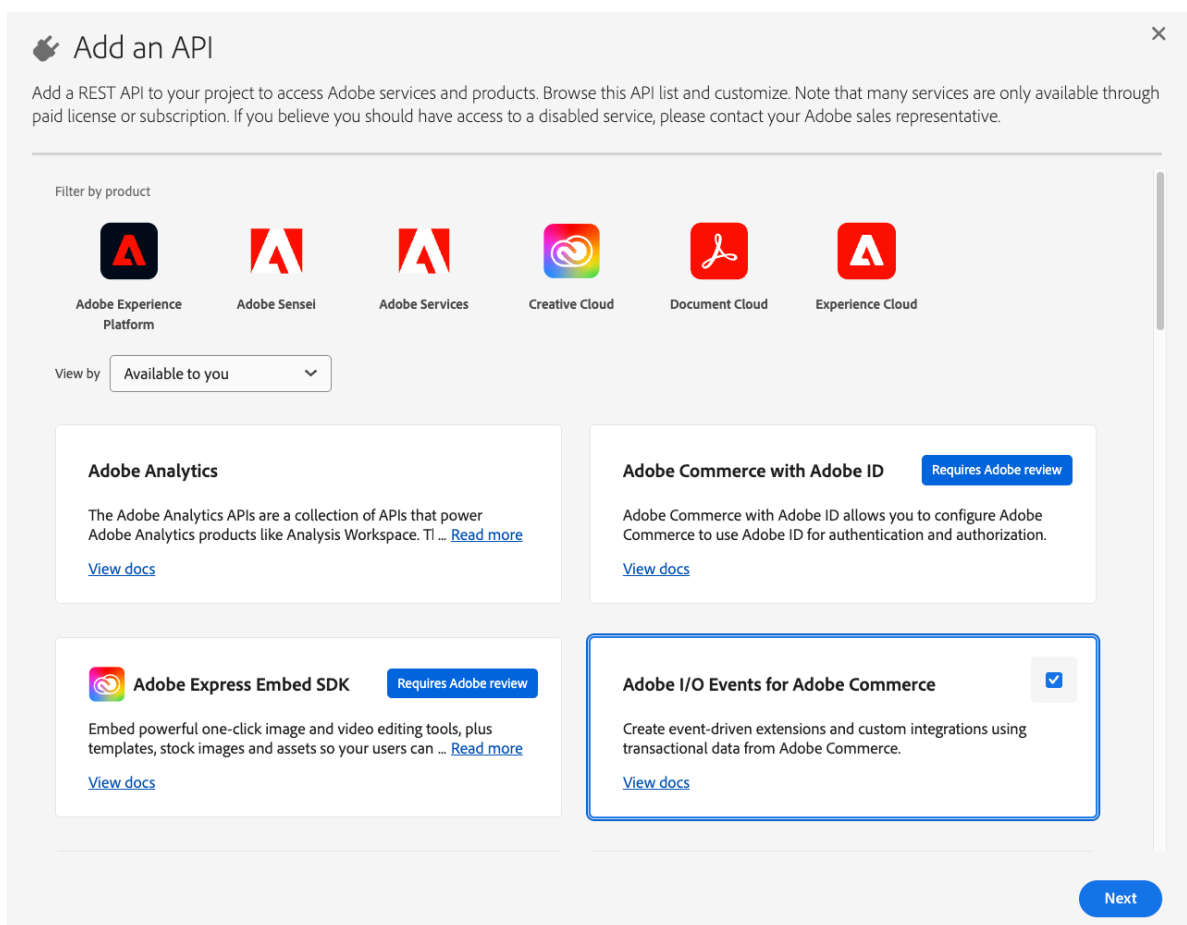 Add an API
Add a REST API to your project to access Adobe services and products. Browse this API list and customize. Note that many services are only available through
paid license or subscription. If you believe you should have access to a disabled service, please contact your Adobe sales representative.
Filter by product
Adobe Experience
Platform
Adobe Sensei
Adobe Services
Creative Cloud
Document Cloud
Experience Cloud
View by
Available to you
Adobe Analytics
The Adobe Analytics APIs are a collection of APIs that power
Adobe Analytics products like Analysis Workspace. ... Read more
View docs
Adobe Commerce with Adobe ID
Requires Adobe review
Adobe Commerce with Adobe ID allows you to configure Adobe
Commerce to use Adobe ID for authentication and authorization.
View docs
Adobe Express Embed SDK
Requires Adobe review
Embed powerful one-click image and video editing tools, plus
templates, stock images and assets so your users can ... Read more
View docs
Adobe I/O Events for Adobe Commerce
Create event-driven extensions and custom integrations using
transactional data from Adobe Commerce.
View docs
Next